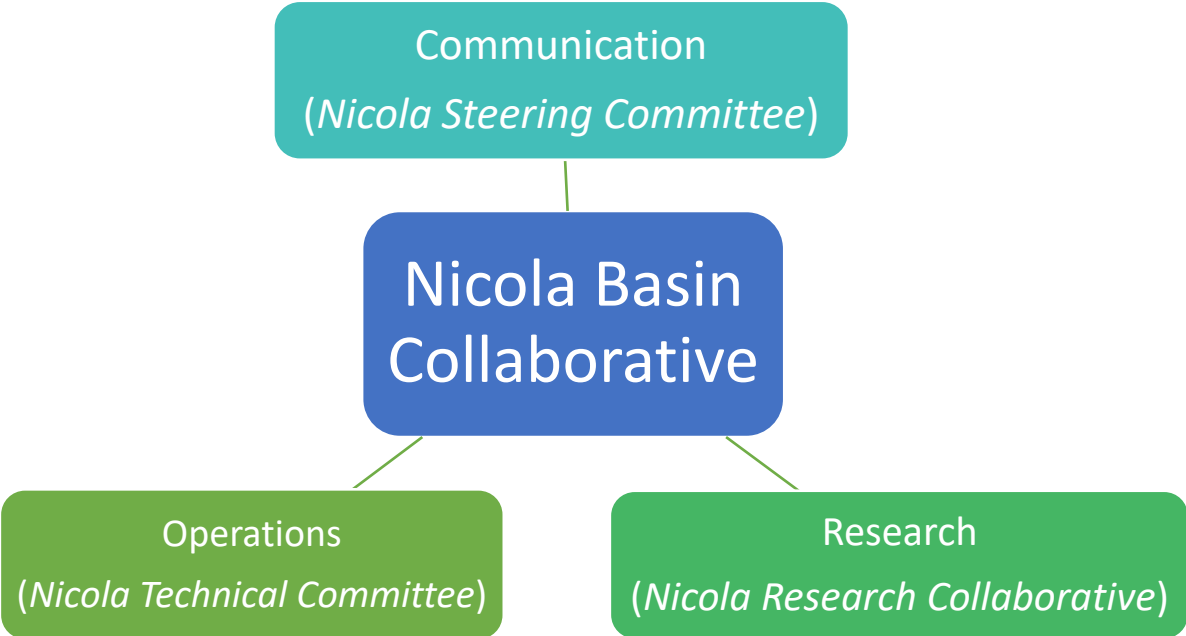 Communication
(Nicola Steering Committee)
Nicola Basin
Collaborative
Operations
(Nicola Technical Committee)
Research
(Nicola Research Collaborative)